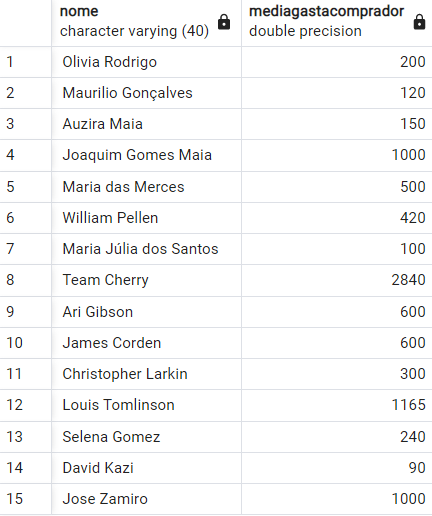 nome mediagastacomprador
character varying (40) double precision
1 Olivia Rodrigo 200
2 Maurilio Gonçalves 120
3 Auzira Maia 150
4 Joaquim Gomes Maia 1000
5 Maria das Merces 500
6 William Pellen 420
7 Maria Júlia dos Santos 100
8 Team Cherry 2840
9 Ari Gibson 600
10 James Corden 600
11 Christopher Larkin 300
12 Louis Tomlinson 1165
13 Selena Gomez 240
14 David Kazi 90
15 Jose Zamiro 1000